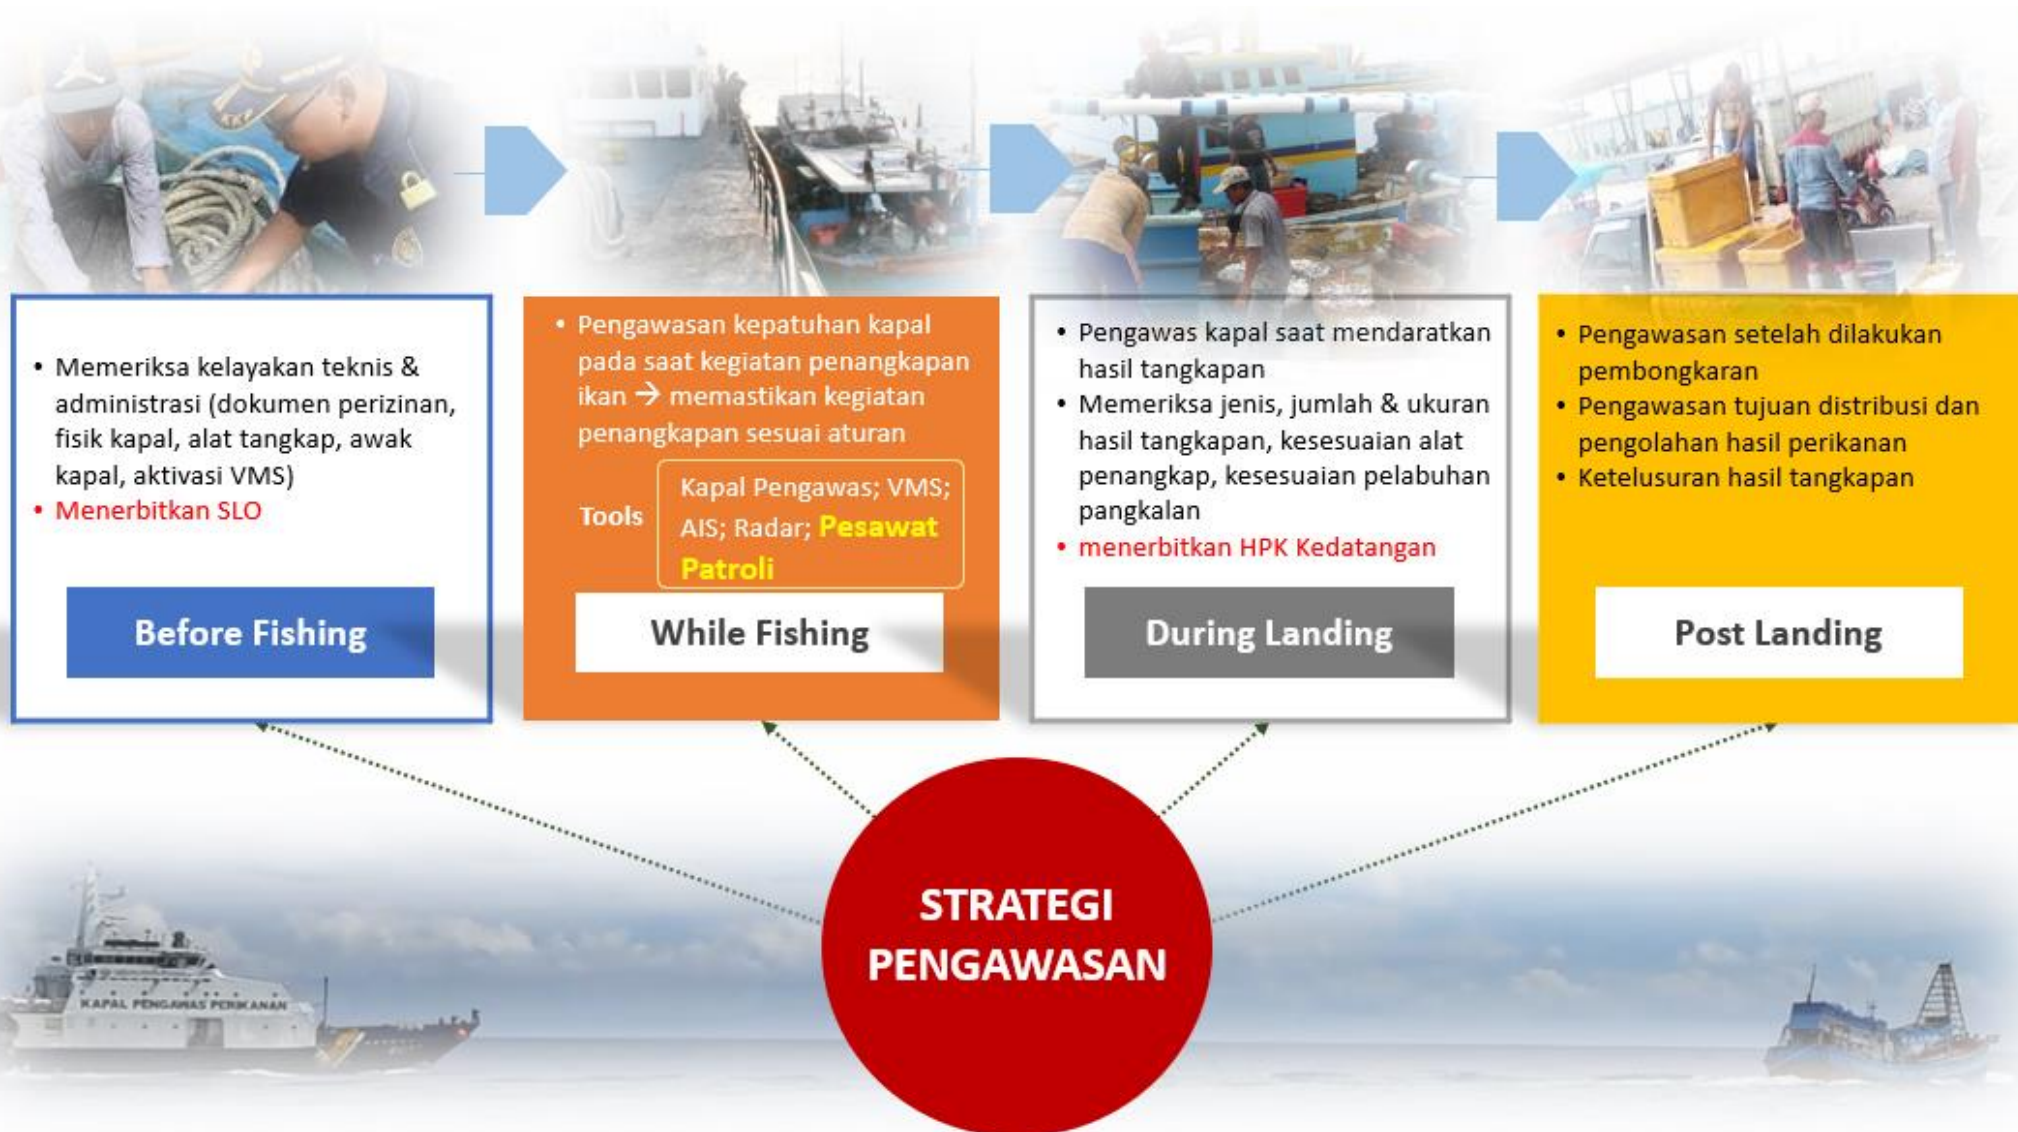 • Memeriksa kelayakan teknis &
administrasi (dokumen perizinan,
fisik kapal, alat tangkap, awak
kapal, aktivasi VMS)
• Menerbitkan SLO
Before Fishing
• Pengawasan kepatuhan kapal
pada saat kegiatan penangkapan
ikan → memastikan kegiatan
penangkapan sesuai aturan
Tools
Kapal Pengawas; VMS;
AIS; Radar; Pesawat
Patroli
While Fishing
• Pengawas kapal saat mendaratkan
hasil tangkapan
• Memeriksa jenis, jumlah & ukuran
hasil tangkapan, kesesuaian alat
penangkap, kesesuaian pelabuhan
pangkalan
• menerbitkan HPK Kedatangan
During Landing
• Pengawasan setelah dilakukan
pembongkaran
• Pengawasan tujuan distribusi dan
pengolahan hasil perikanan
• Ketelusuran hasil tangkapan
Post Landing
STRATEGI
PENGAWASAN
KAPAL PENGAWAS PERIKANAN